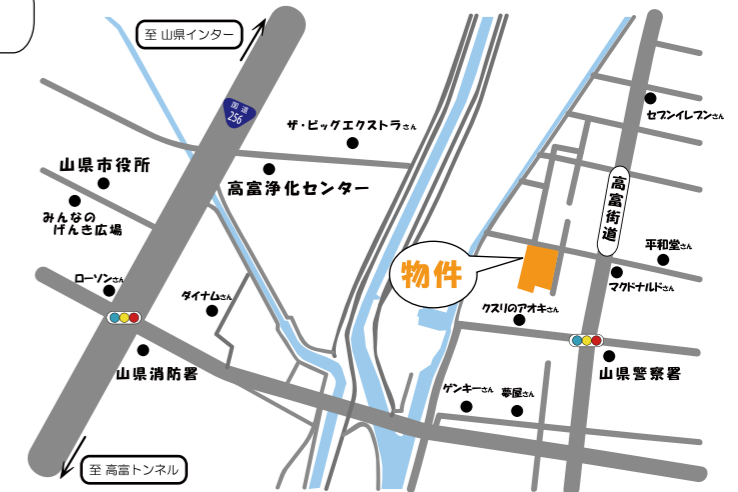 至 山県インター
国道
256
ザ・ビッグエクストラさん
セブンイレブンさん
山県市役所
高富浄化センター
みんなの
げんき広場
高富街道
平和堂さん
物件
マクドナルドさん
ローソンさん
ダイナムさん
クスリのアオキさん
山県消防署
山県警察署
ゲンキーさん
夢屋さん
至 高富トンネル